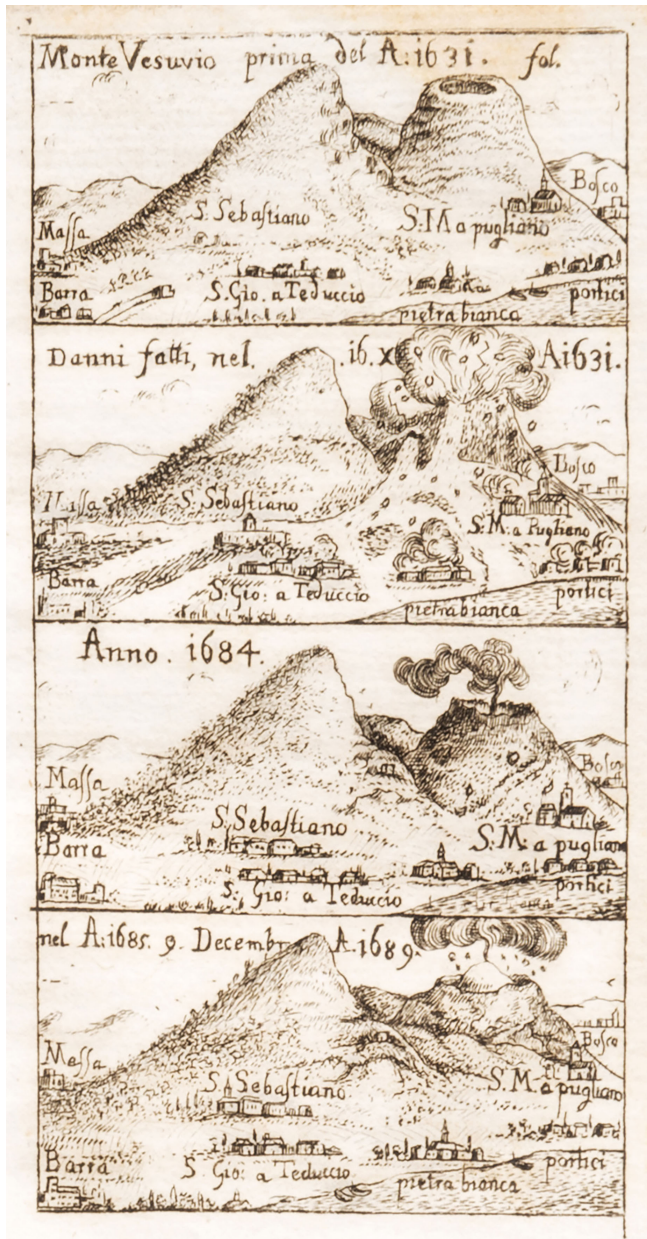 Monte Vesuvio prima del A:1631. fol.
Bosco
S. Sebastiano
S. M a pugliano
Massa
Barra
S. Gio. a Teduccio
portici
pietra bianca
Danni fatti, nel. .16. X A 1631.
Bosco
Massa
S. Sebastiano
S. M. a Pugliano
Barra
S. Gio: a Teduccio
portici
pietrabianca
Anno. 1684.
Bosco
Massa
S. Sebastiano
S. M. a pugliano
Barra
portici
S. Gio: a Teduccio
nel A:1685. 9. Decembr A. 1689.
Bosco
Massa
S. Sebastiano
S. M. a pugliano
Barra
S. Gio: a Teduccio
portici
pietra bianca